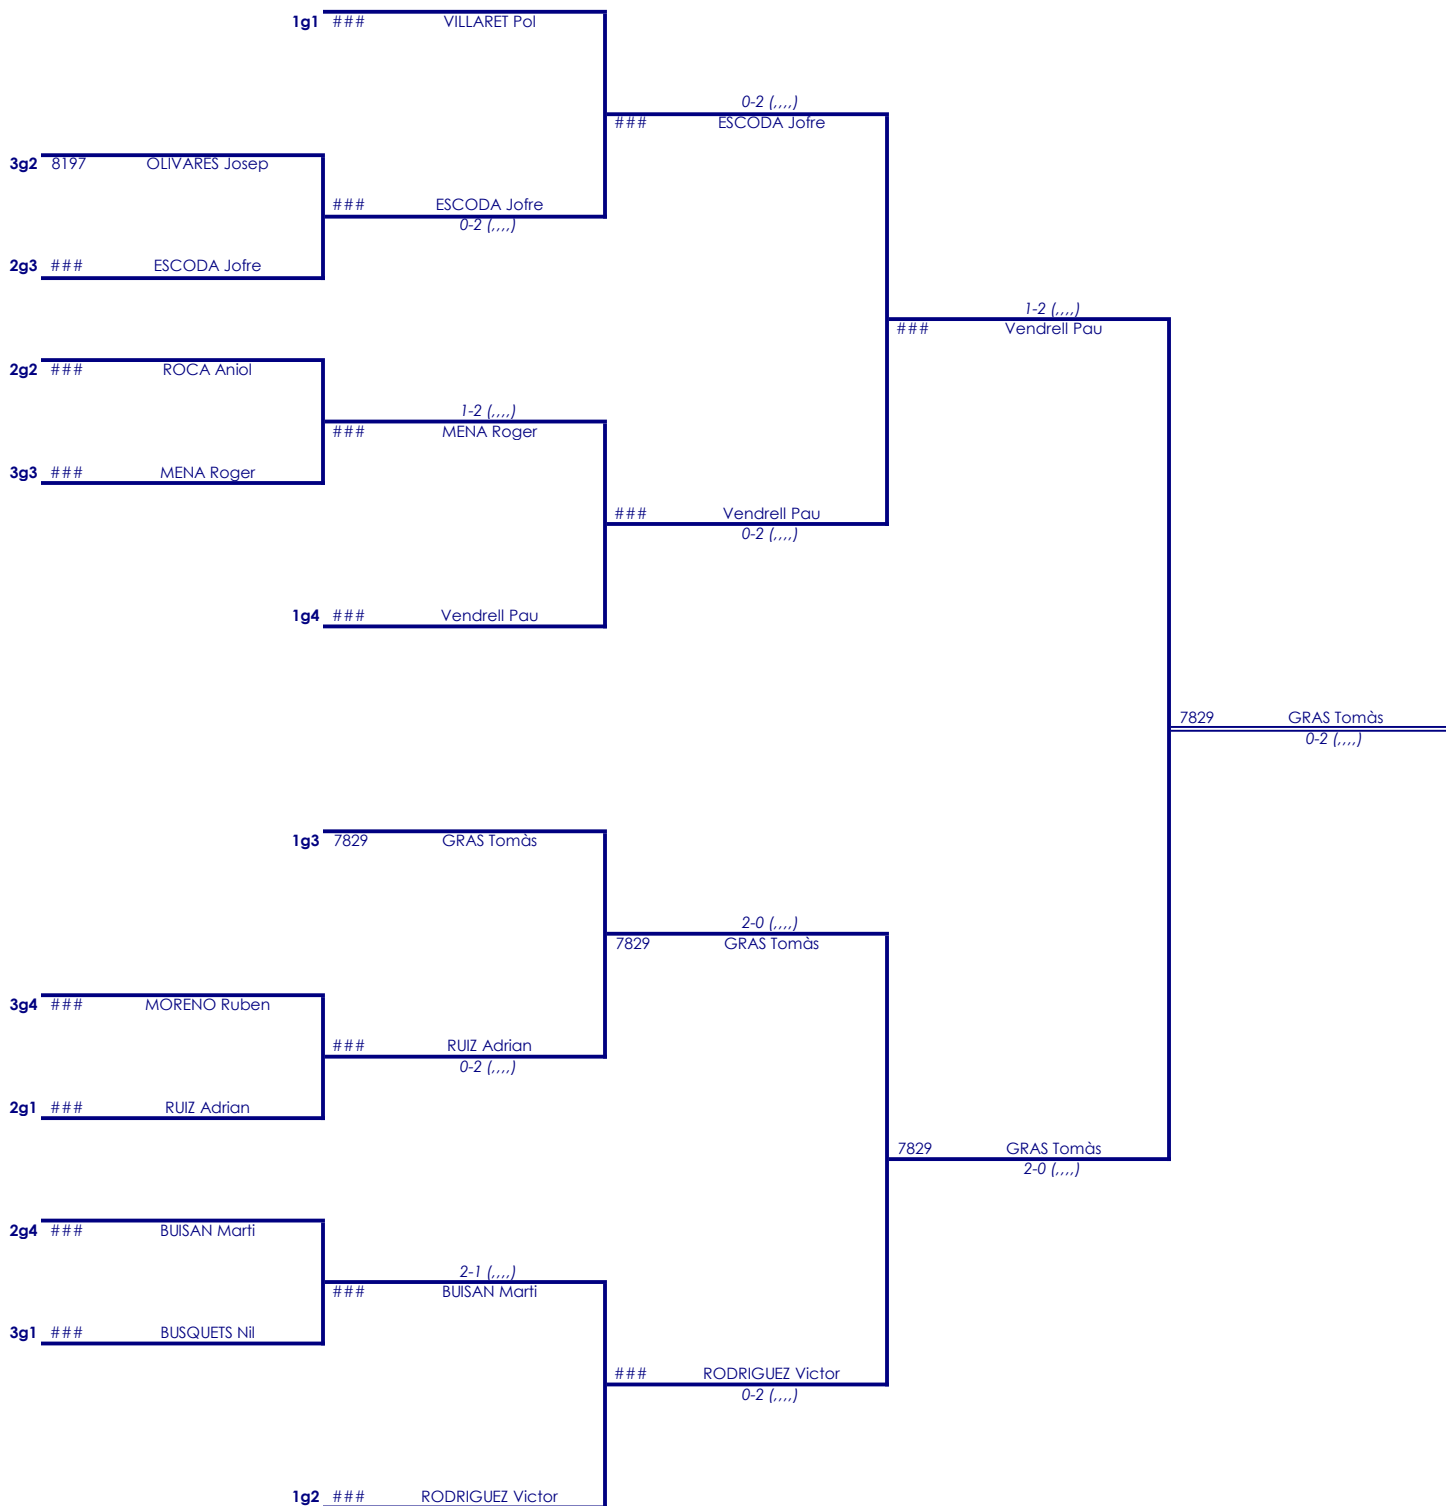 1g1 ### VILLARET Pol
0-2 (,,,,)
### ESCODA Jofre
3g2 8197 OLIVARES Josep
### ESCODA Jofre
0-2 (,,,,)
2g3 ### ESCODA Jofre
1-2 (,,,,)
### Vendrell Pau
2g2 ### ROCA Aniol
1-2 (,,,,)
### MENA Roger
3g3 ### MENA Roger
### Vendrell Pau
0-2 (,,,,)
1g4 ### Vendrell Pau
7829 GRAS Tomàs
0-2 (,,,,)
1g3 7829 GRAS Tomàs
2-0 (,,,,)
7829 GRAS Tomàs
3g4 ### MORENO Ruben
### RUIZ Adrian
0-2 (,,,,)
2g1 ### RUIZ Adrian
7829 GRAS Tomàs
2-0 (,,,,)
2g4 ### BUISAN Marti
2-1 (,,,,)
### BUISAN Marti
3g1 ### BUSQUETS Nil
### RODRIGUEZ Victor
0-2 (,,,,)
1g2 ### RODRIGUEZ Victor